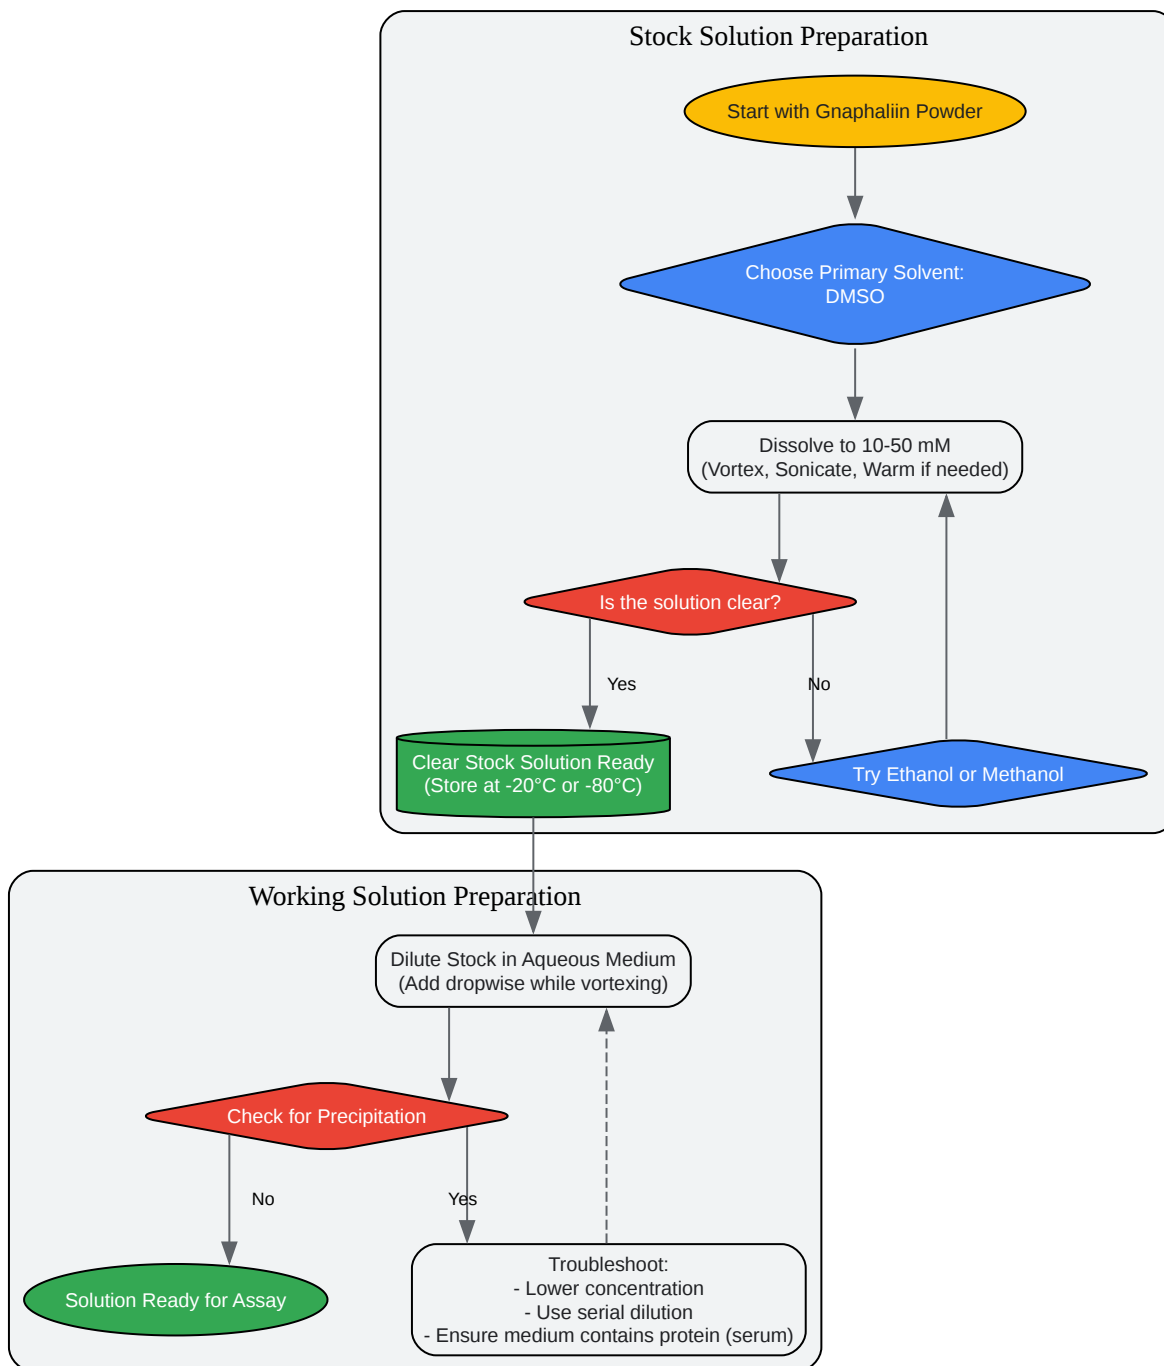 Stock Solution Preparation
Start with Gnaphaliin Powder
Choose Primary Solvent:
DMSO
Dissolve to 10-50 mM
(Vortex, Sonicate, Warm if needed)
Is the solution clear?
Yes
No
Clear Stock Solution Ready
(Store at -20°C or -80°C)
Try Ethanol or Methanol
Working Solution Preparation
Dilute Stock in Aqueous Medium
(Add dropwise while vortexing)
Check for Precipitation
No
Yes
Solution Ready for Assay
Troubleshoot:
- Lower concentration
- Use serial dilution
- Ensure medium contains protein (serum)